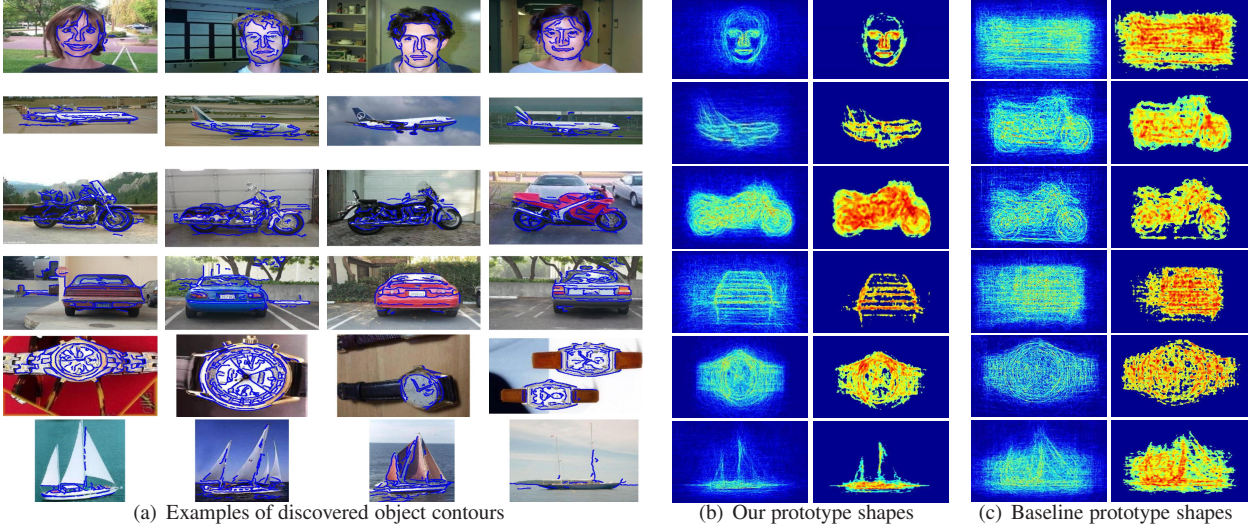 (a) Examples of discovered object contours
(b) Our prototype shapes
(c) Baseline prototype shapes